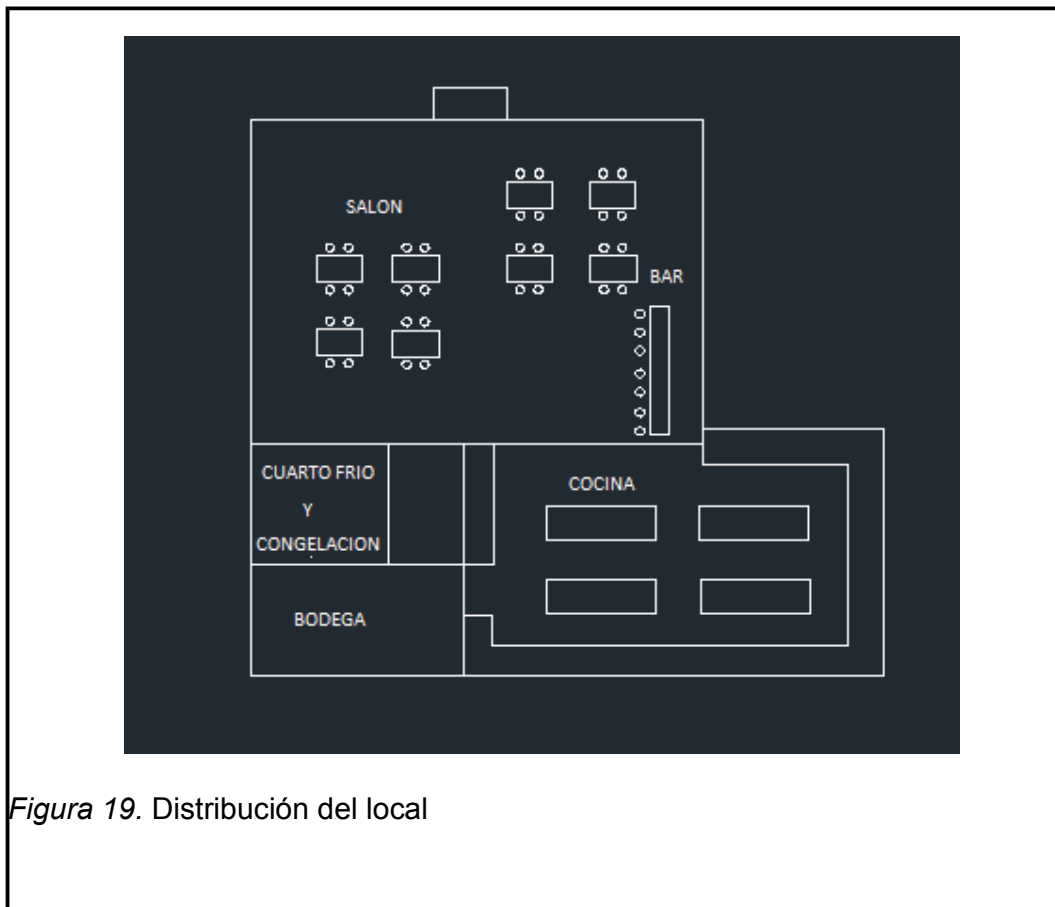 SALON
BAR
CUARTO FRIO
Y
CONGELACION
COCINA
BODEGA
Figura 19. Distribución del local